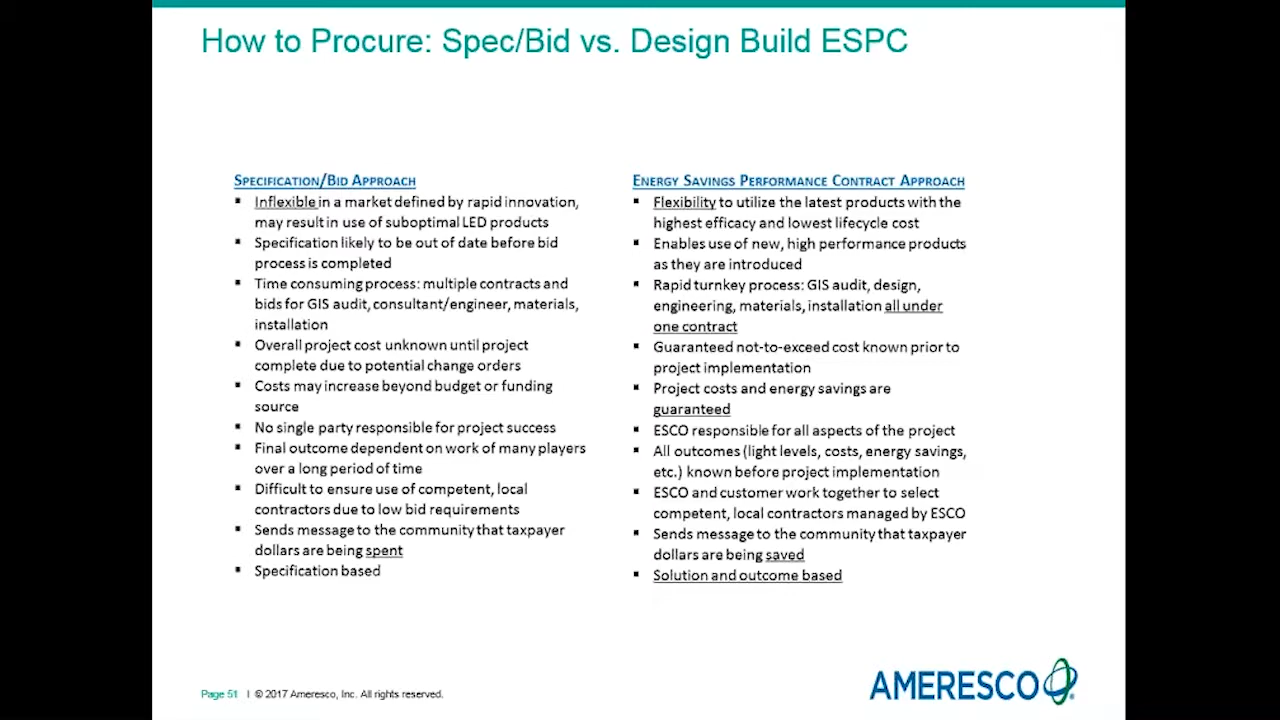 How to Procure: Spec/Bid vs. Design Build ESPC
SPECIFICATION/BID APPROACH
▪ Inflexible in a market defined by rapid innovation,
may result in use of suboptimal LED products
▪ Specification likely to be out of date before bid
process is completed
▪ Time consuming process: multiple contracts and
bids for GIS audit, consultant/engineer, materials,
installation
▪ Overall project cost unknown until project
complete due to potential change orders
▪ Costs may increase beyond budget or funding
source
▪ No single party responsible for project success
▪ Final outcome dependent on work of many players
over a long period of time
▪ Difficult to ensure use of competent, local
contractors due to low bid requirements
▪ Sends message to the community that taxpayer
dollars are being spent
▪ Specification based
ENERGY SAVINGS PERFORMANCE CONTRACT APPROACH
▪ Flexibility to utilize the latest products with the
highest efficacy and lowest lifecycle cost
▪ Enables use of new, high performance products
as they are introduced
▪ Rapid turnkey process: GIS audit, design,
engineering, materials, installation all under
one contract
▪ Guaranteed not-to-exceed cost known prior to
project implementation
▪ Project costs and energy savings are
guaranteed
▪ ESCO responsible for all aspects of the project
▪ All outcomes (light levels, costs, energy savings,
etc.) known before project implementation
▪ ESCO and customer work together to select
competent, local contractors managed by ESCO
▪ Sends message to the community that taxpayer
dollars are being saved
▪ Solution and outcome based
Page 51 I © 2017 Ameresco, Inc. All rights reserved.
AMERESCO ®